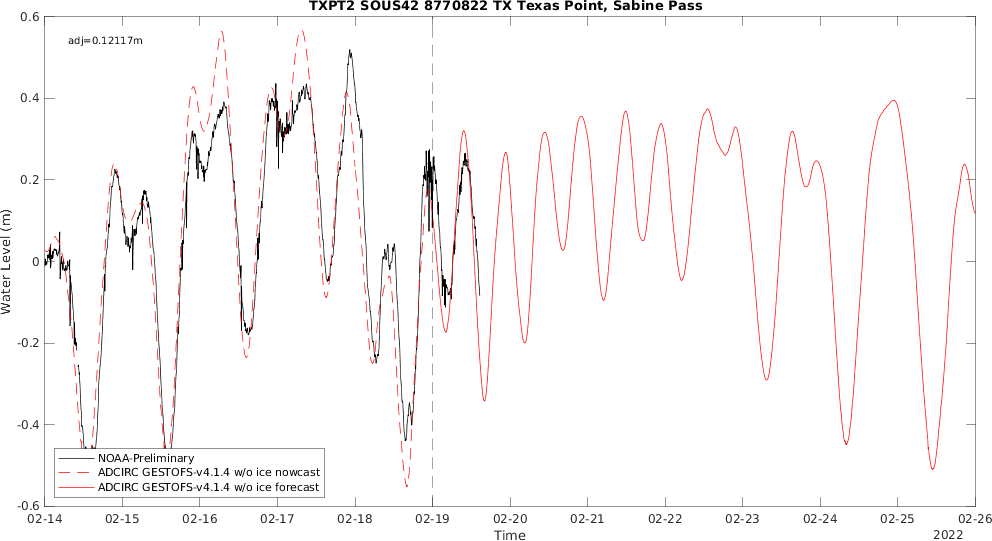 TXPT2 SOUS42 8770822 TX Texas Point, Sabine Pass
adj=0.12117m
0.6
0.4
0.2
0
-0.2
-0.4
-0.6
Water Level (m)
NOAA-Preliminary
ADCIRC GESTOFS-v4.1.4 w/o ice nowcast
ADCIRC GESTOFS-v4.1.4 w/o ice forecast
02-14 02-15 02-16 02-17 02-18 02-19 02-20 02-21 02-22 02-23 02-24 02-25 02-26
Time
2022